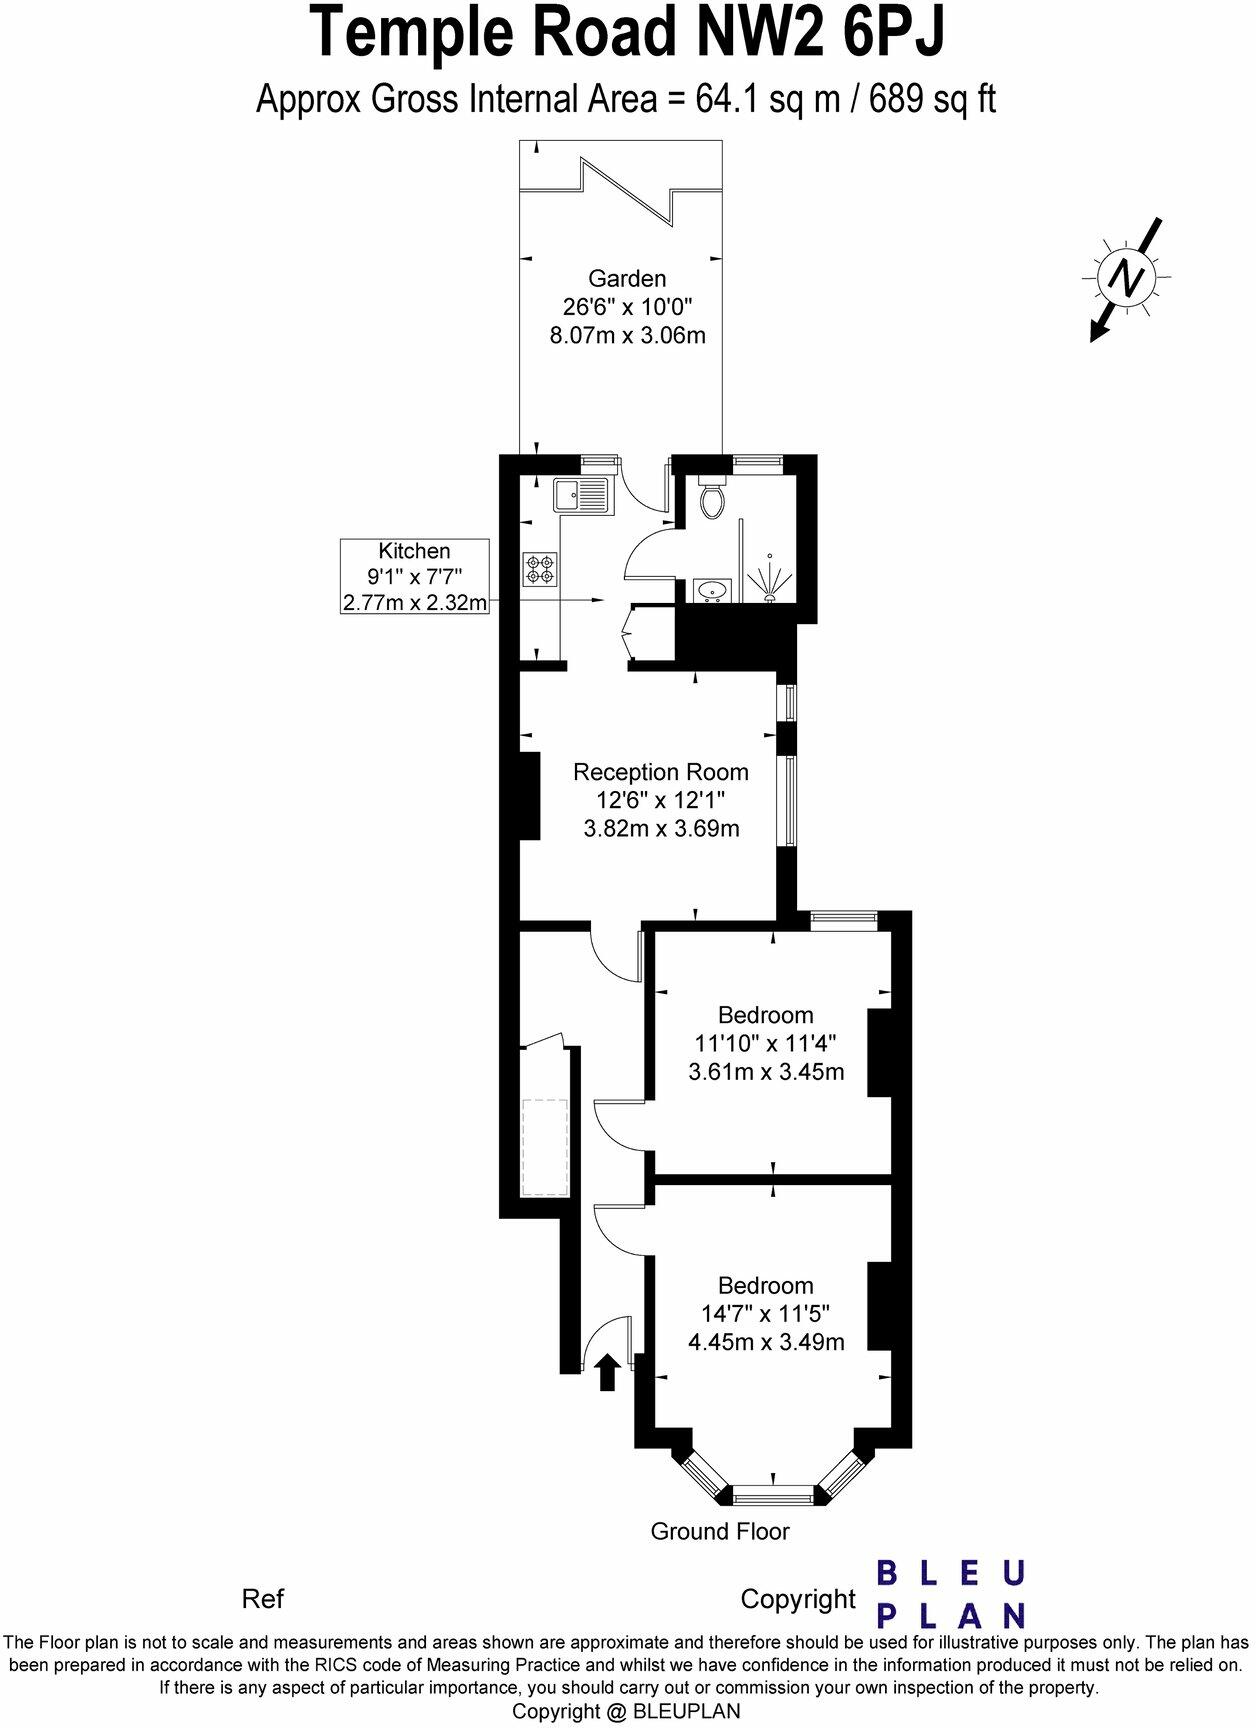 Temple Road NW2 6PJ
Approx Gross Internal Area = 64.1 sq m / 689 sq ft
Garden
26'6" x 10'0"
8.07m x 3.06m
N
Kitchen
9'1" x 7'7"
2.77m x 2.32m
Reception Room
12'6" x 12'1"
3.82m x 3.69m
Bedroom
11'10" x 11'4"
3.61m x 3.45m
Bedroom
14'7" x 11'5"
4.45m x 3.49m
Ground Floor
Ref
Copyright
BLEU
PLAN
The Floor plan is not to scale and measurements and areas shown are approximate and therefore should be used for illustrative purposes only. The plan has
been prepared in accordance with the RICS code of Measuring Practice and whilst we have confidence in the information produced it must not be relied on.
If there is any aspect of particular importance, you should carry out or commission your own inspection of the property.
Copyright @ BLEUPLAN